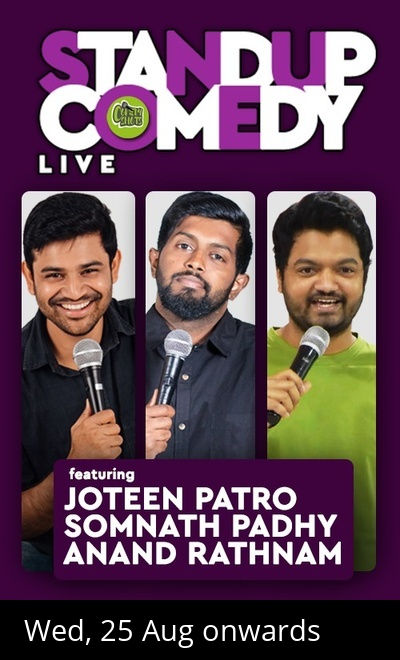 STANDUP
COMEDY
LIVE
featuring
JOTEEN PATRO
SOMNATH PADHY
ANAND RATHNAM
Wed, 25 Aug onwards